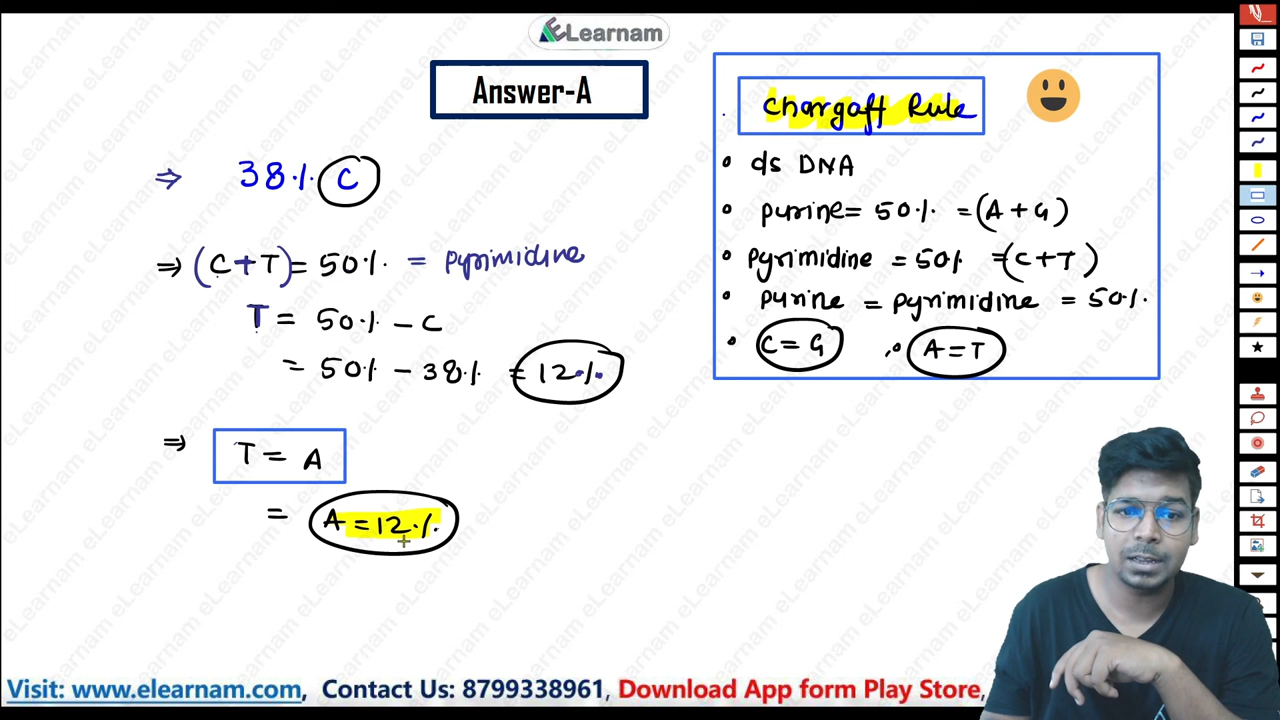 eLearnam
Answer-A
⇒ 38% C
⇒ (C+T) = 50% = pyrimidine
T = 50% - C
= 50% - 38% = 12%
⇒ T = A
= A = 12%
Chargaff Rule
• ds DNA
• purine = 50% = (A + G)
• pyrimidine = 50% = (C+T)
• purine = pyrimidine = 50%.
• C = G • A = T
Visit: www.elearnam.com, Contact Us: 8799338961, Download App form Play Store,